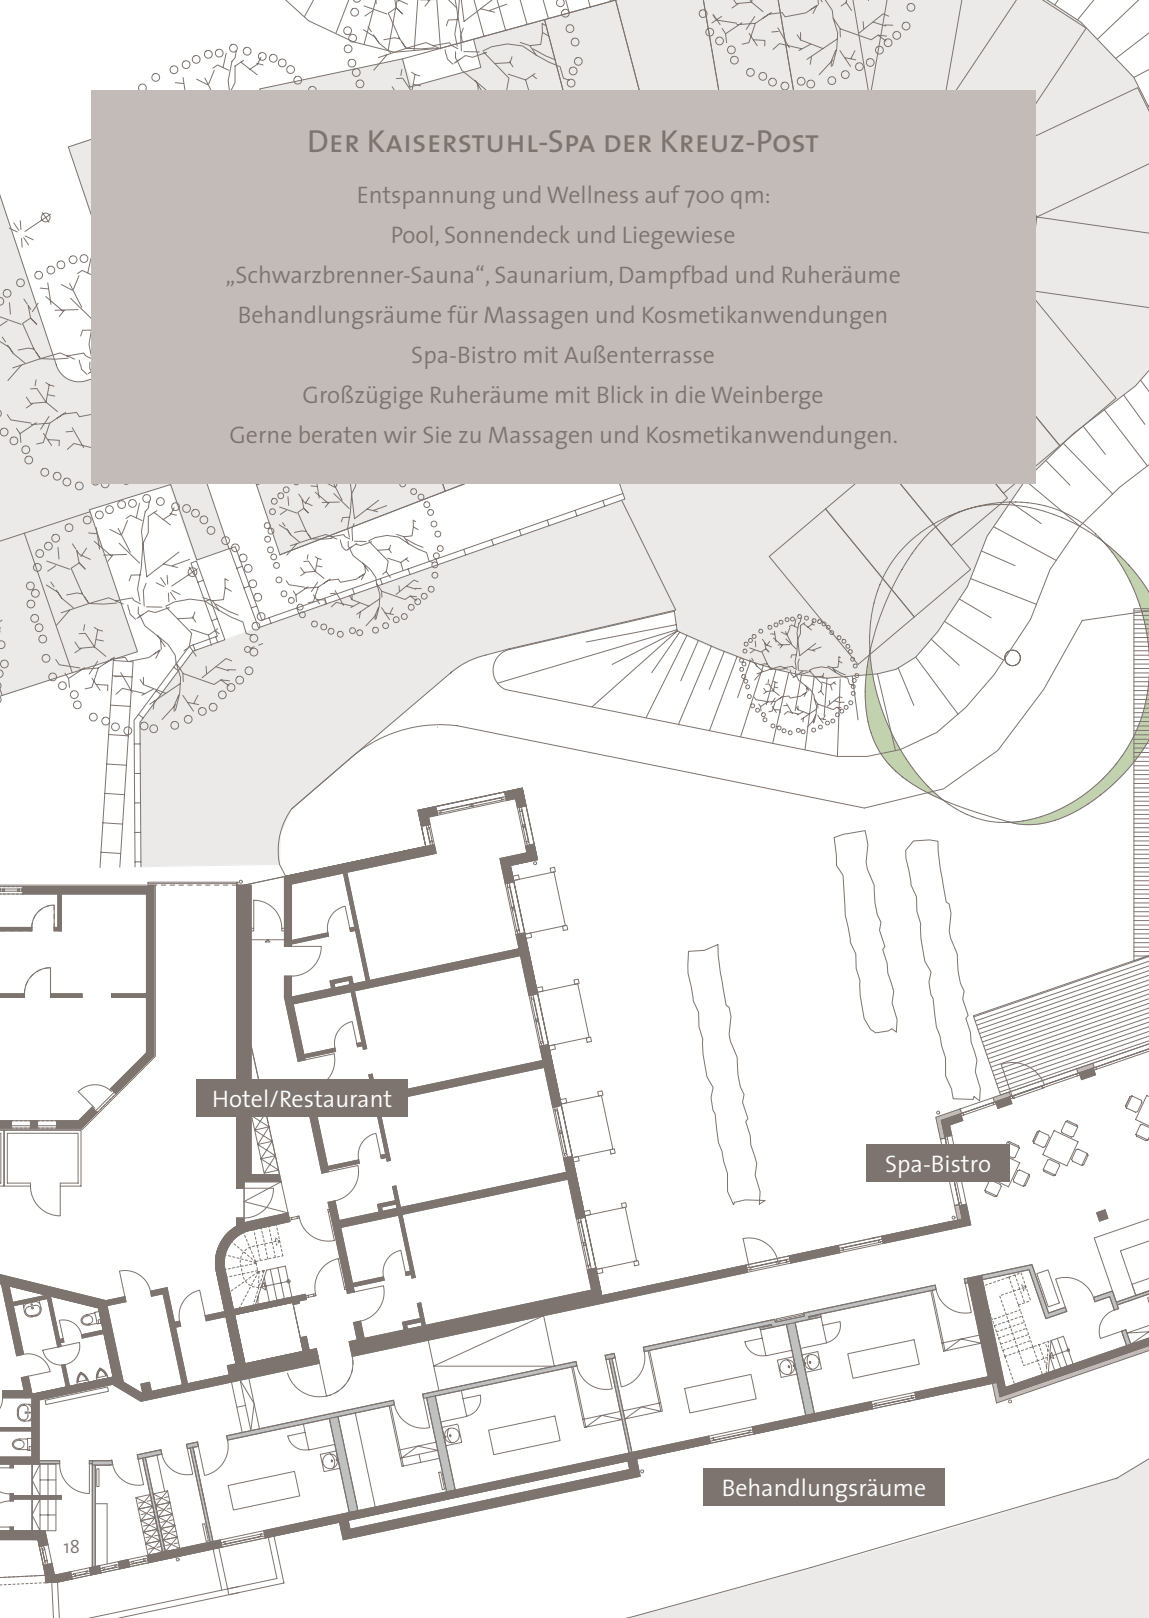 Der Kaiserstuhl-Spa der Kreuz-Post
Entspannung und Wellness auf 700 qm:
Pool, Sonnendeck und Liegewiese
„Schwarzbrenner-Sauna“, Saunarium, Dampfbad und Ruheräume
Behandlungsräume für Massagen und Kosmetikanwendungen
Spa-Bistro mit Außenterrasse
Großzügige Ruheräume mit Blick in die Weinberge
Gerne beraten wir Sie zu Massagen und Kosmetikanwendungen.
Hotel/Restaurant
Spa-Bistro
Behandlungsräume
18